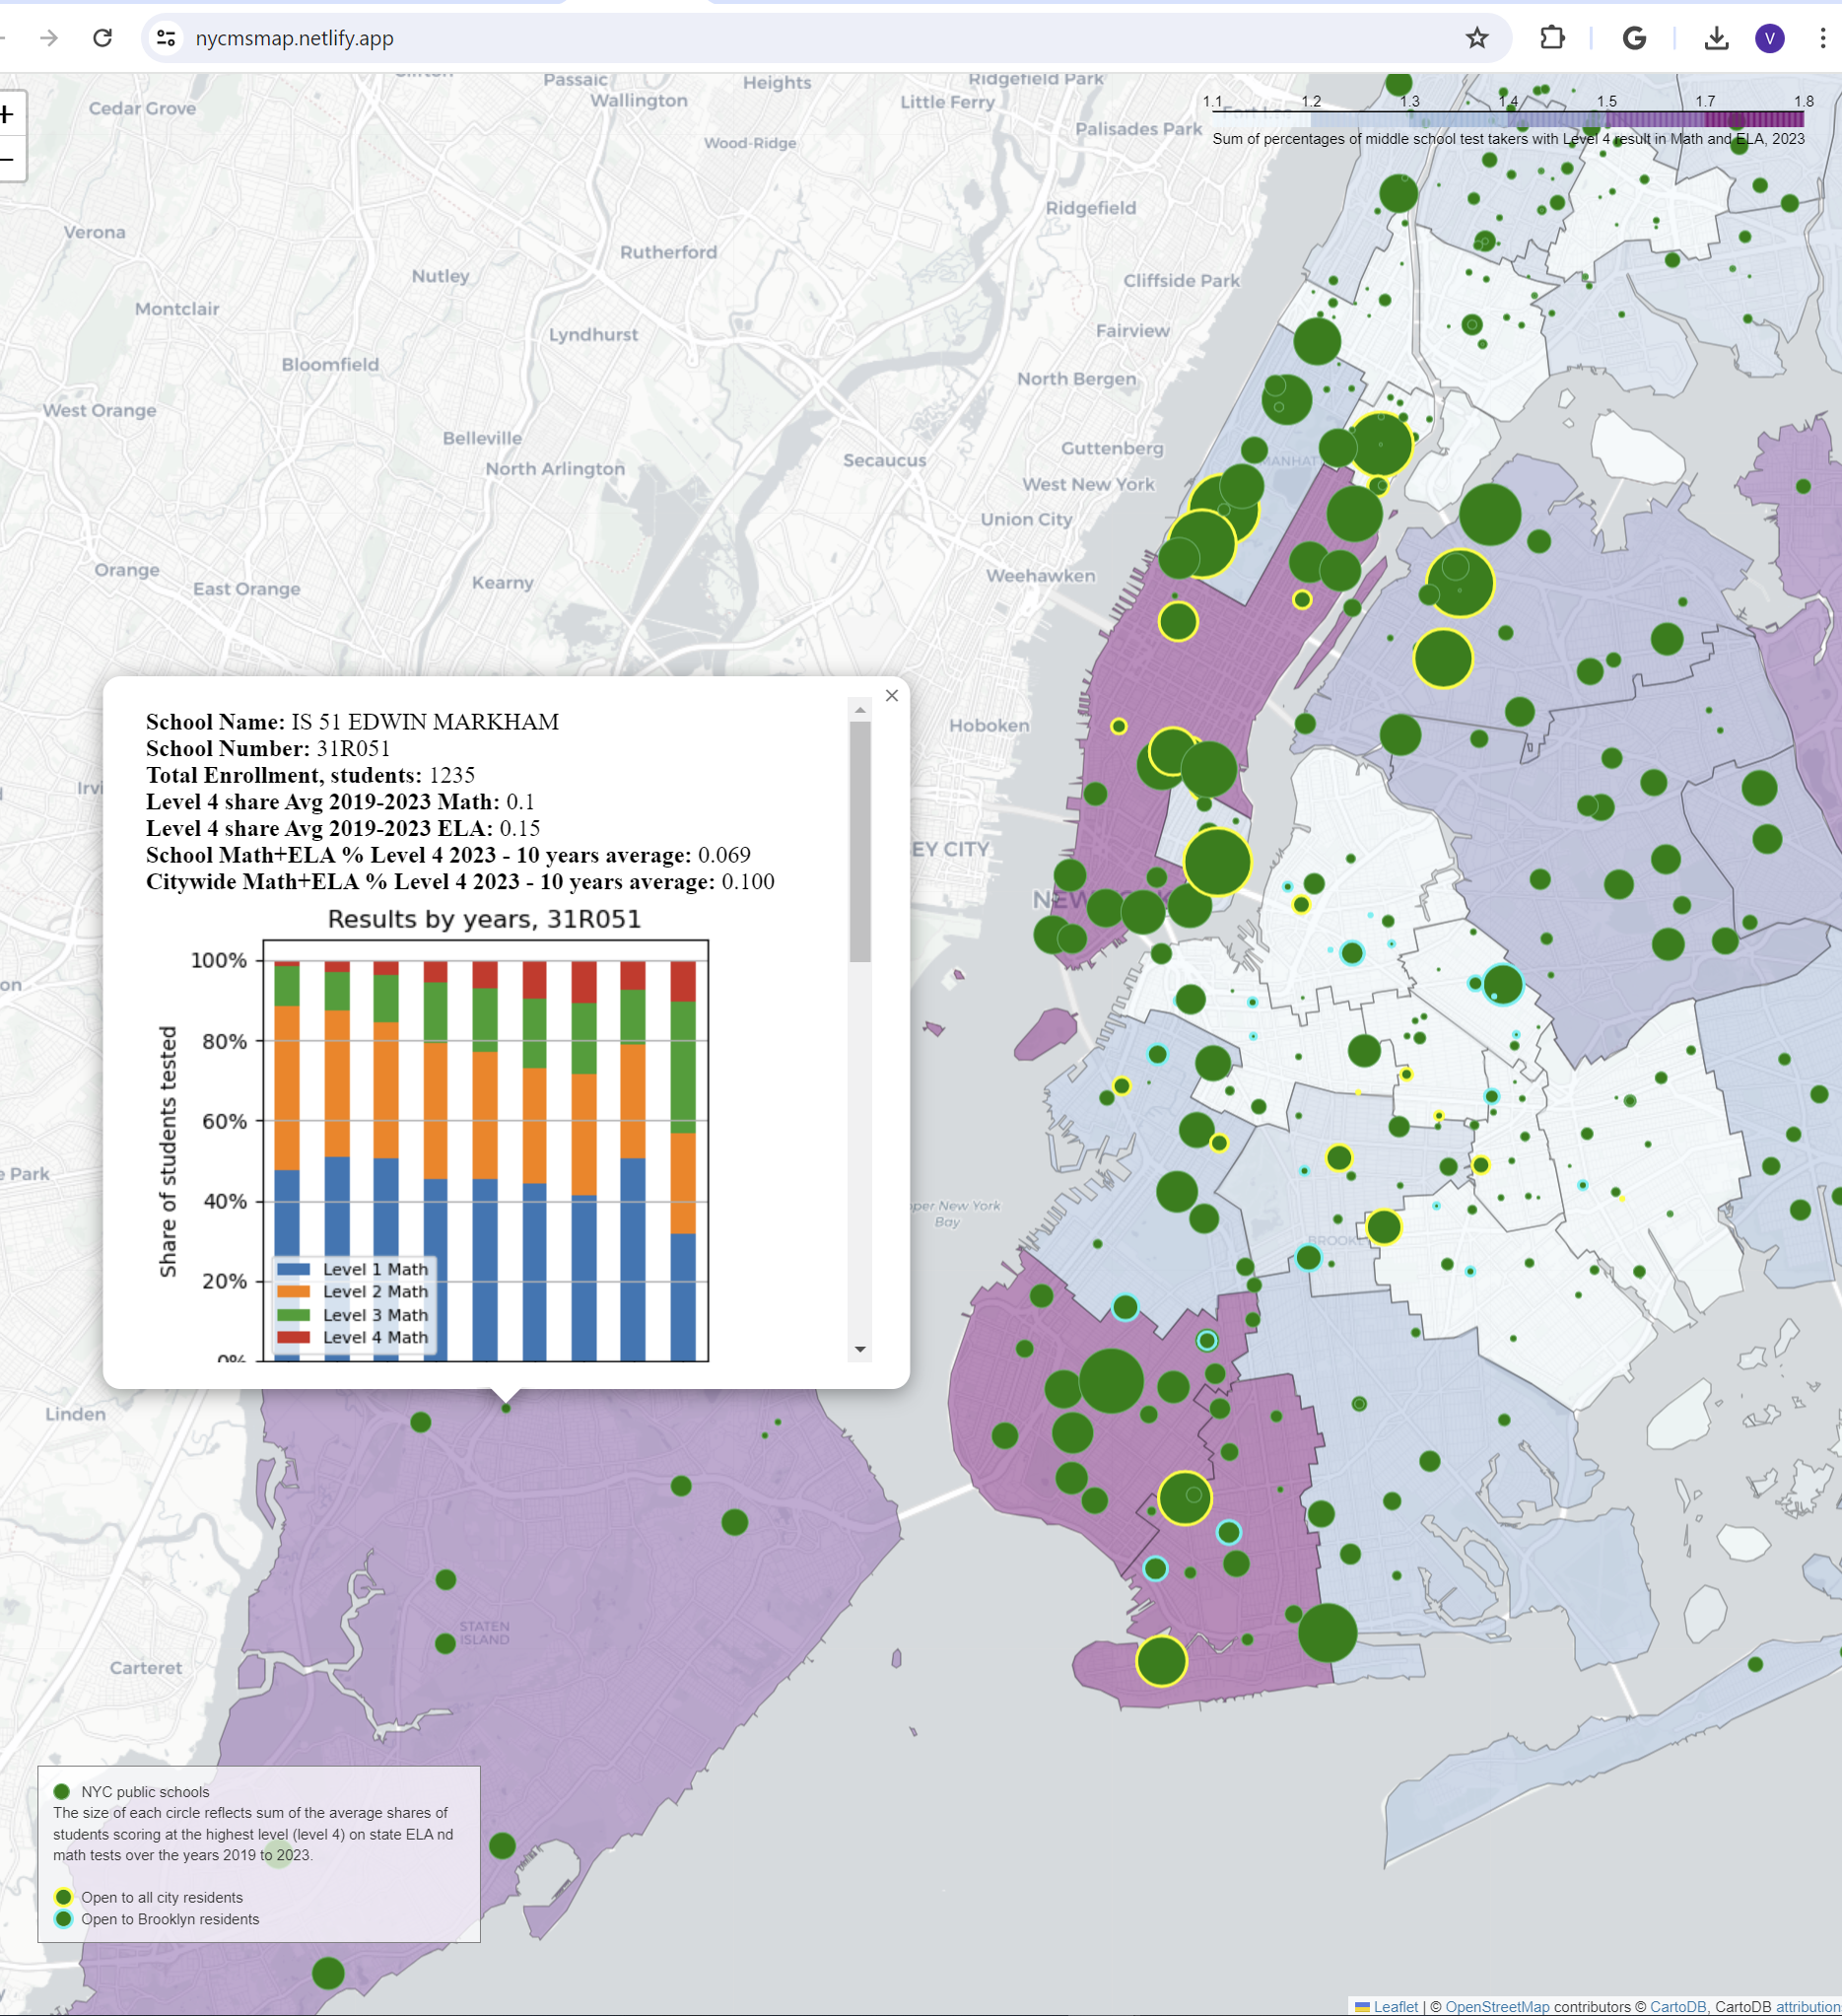 nycmsmap.netlify.app
V
+
−
Clifton
Passaic
Heights
Ridgefield Park
Wallington
Little Ferry
Cedar Grove
Palisades Park
Fort Lee
Wood-Ridge
1.1 1.2 1.3 1.4 1.5 1.7 1.8
Sum of percentages of middle school test takers with Level 4 result in Math and ELA, 2023
Ridgefield
Verona
Rutherford
Nutley
Cliffside Park
Montclair
Lyndhurst
Fairview
Bloomfield
North Bergen
West Orange
Belleville
Guttenberg
North Arlington
Secaucus
MANHAT
West New York
Union City
Orange
East Orange
Kearny
Weehawken
Hoboken
Irvi
EY CITY
NEW
K
on
e Park
per New York
Bay
BROOKL
Linden
STATEN
ISLAND
Carteret
×
School Name: IS 51 EDWIN MARKHAM
School Number: 31R051
Total Enrollment, students: 1235
Level 4 share Avg 2019-2023 Math: 0.1
Level 4 share Avg 2019-2023 ELA: 0.15
School Math+ELA % Level 4 2023 - 10 years average: 0.069
Citywide Math+ELA % Level 4 2023 - 10 years average: 0.100
Results by years, 31R051
Share of students tested
100%
80%
60%
40%
20%
0%
Level 1 Math
Level 2 Math
Level 3 Math
Level 4 Math
NYC public schools
The size of each circle reflects sum of the average shares of
students scoring at the highest level (level 4) on state ELA nd
math tests over the years 2019 to 2023.
Open to all city residents
Open to Brooklyn residents
Leaflet | © OpenStreetMap contributors © CartoDB, CartoDB attribution